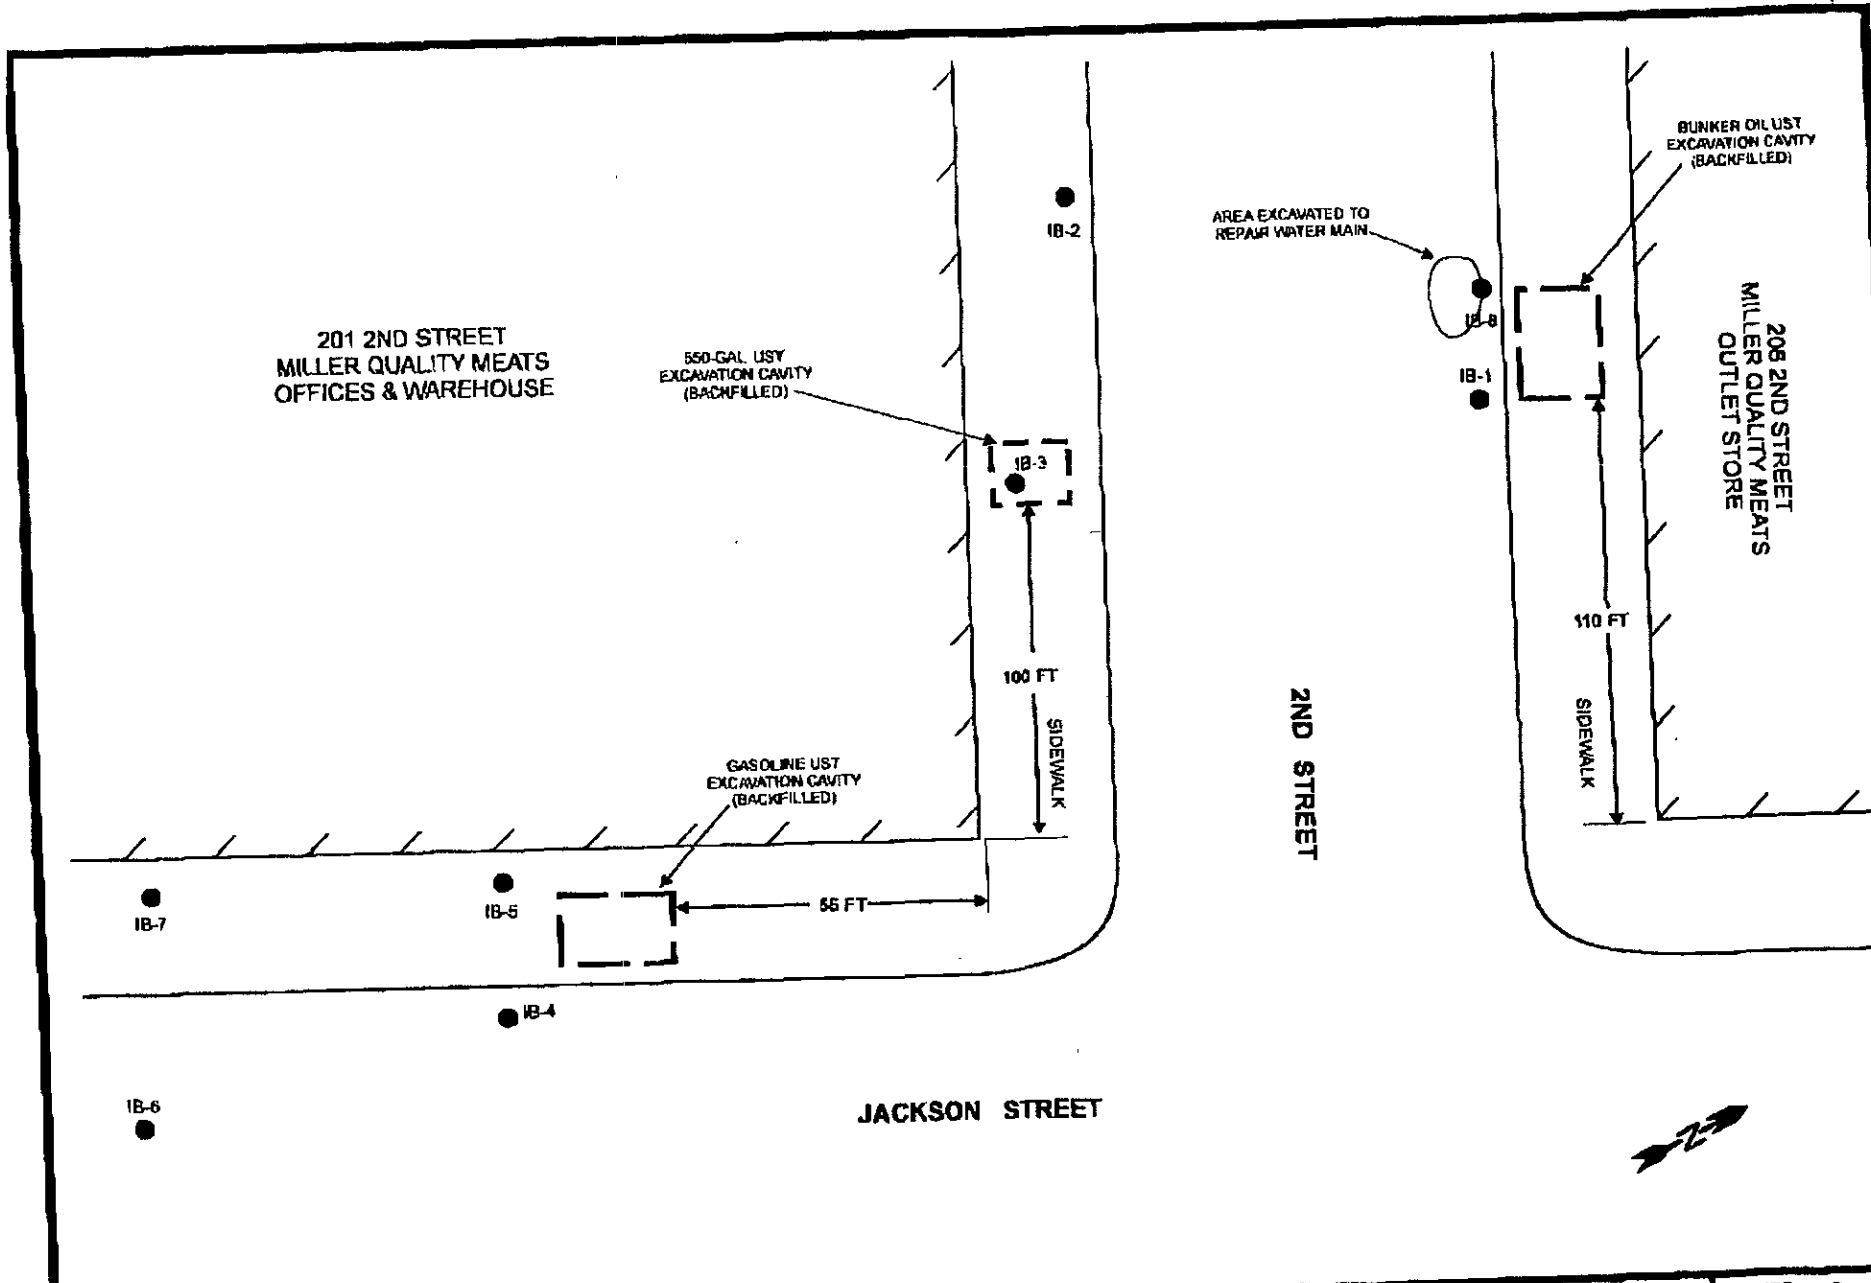 BUNKER OIL UST
EXCAVATION CAVITY
(BACKFILLED)
AREA EXCAVATED TO
REPAIR WATER MAIN
IB-2
IB-8
IB-1
201 2ND STREET
MILLER QUALITY MEATS
OFFICES & WAREHOUSE
550-GAL UST
EXCAVATION CAVITY
(BACKFILLED)
IB-3
206 2ND STREET
MILLER QUALITY MEATS
OUTLET STORE
110 FT
100 FT
SIDEWALK
SIDEWALK
2ND STREET
GASOLINE UST
EXCAVATION CAVITY
(BACKFILLED)
IB-7
IB-5
55 FT
IB-4
IB-6
JACKSON STREET
N